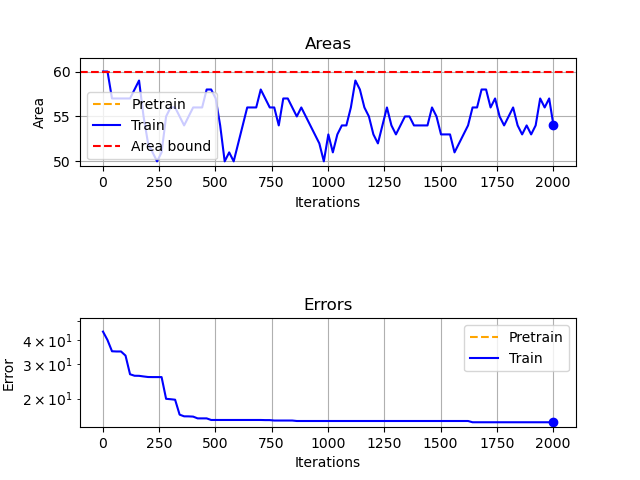 Areas
60
55
50
Area
Pretrain
Train
Area bound
0 250 500 750 1000 1250 1500 1750 2000
Iterations
Errors
4 × 10¹
3 × 10¹
2 × 10¹
Error
Pretrain
Train
0 250 500 750 1000 1250 1500 1750 2000
Iterations